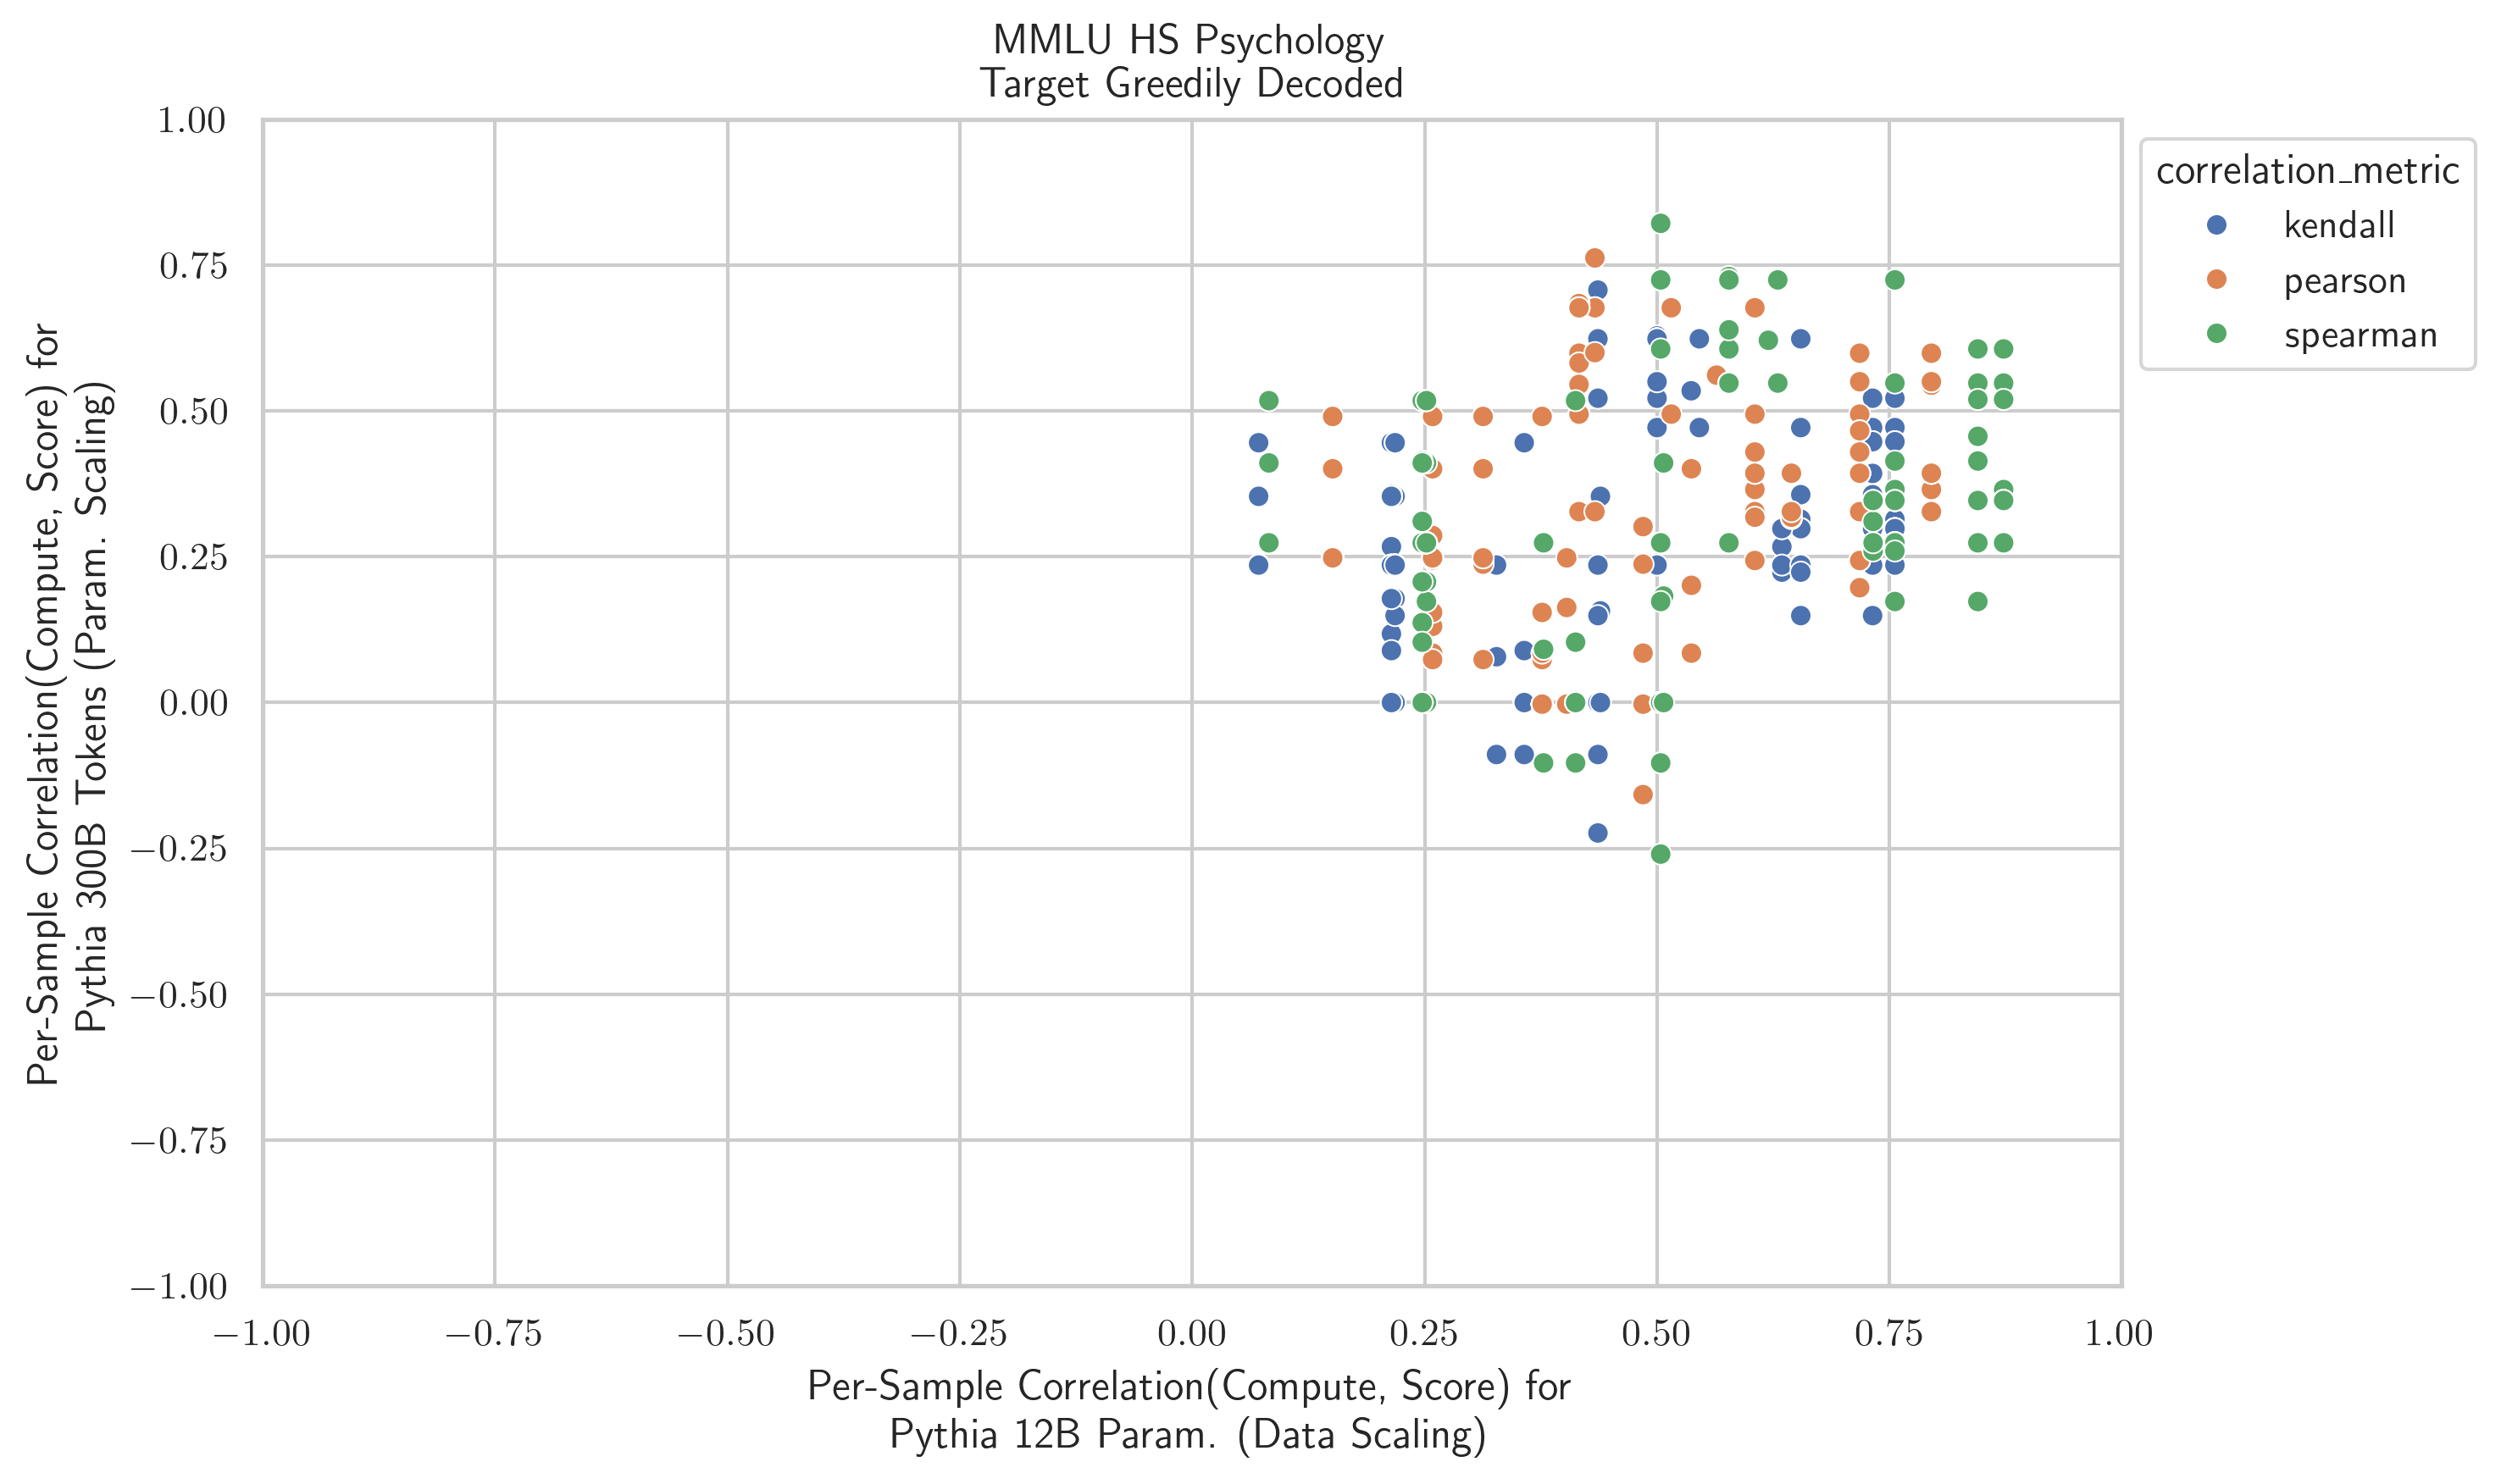 MMLU HS Psychology
Target Greedily Decoded
1.00
0.75
0.50
0.25
0.00
−0.25
−0.50
−0.75
−1.00
Per-Sample Correlation(Compute, Score) for
Pythia 300B Tokens (Param. Scaling)
−1.00
−0.75
−0.50
−0.25
0.00
0.25
0.50
0.75
1.00
Per-Sample Correlation(Compute, Score) for
Pythia 12B Param. (Data Scaling)
correlation_metric
kendall
pearson
spearman